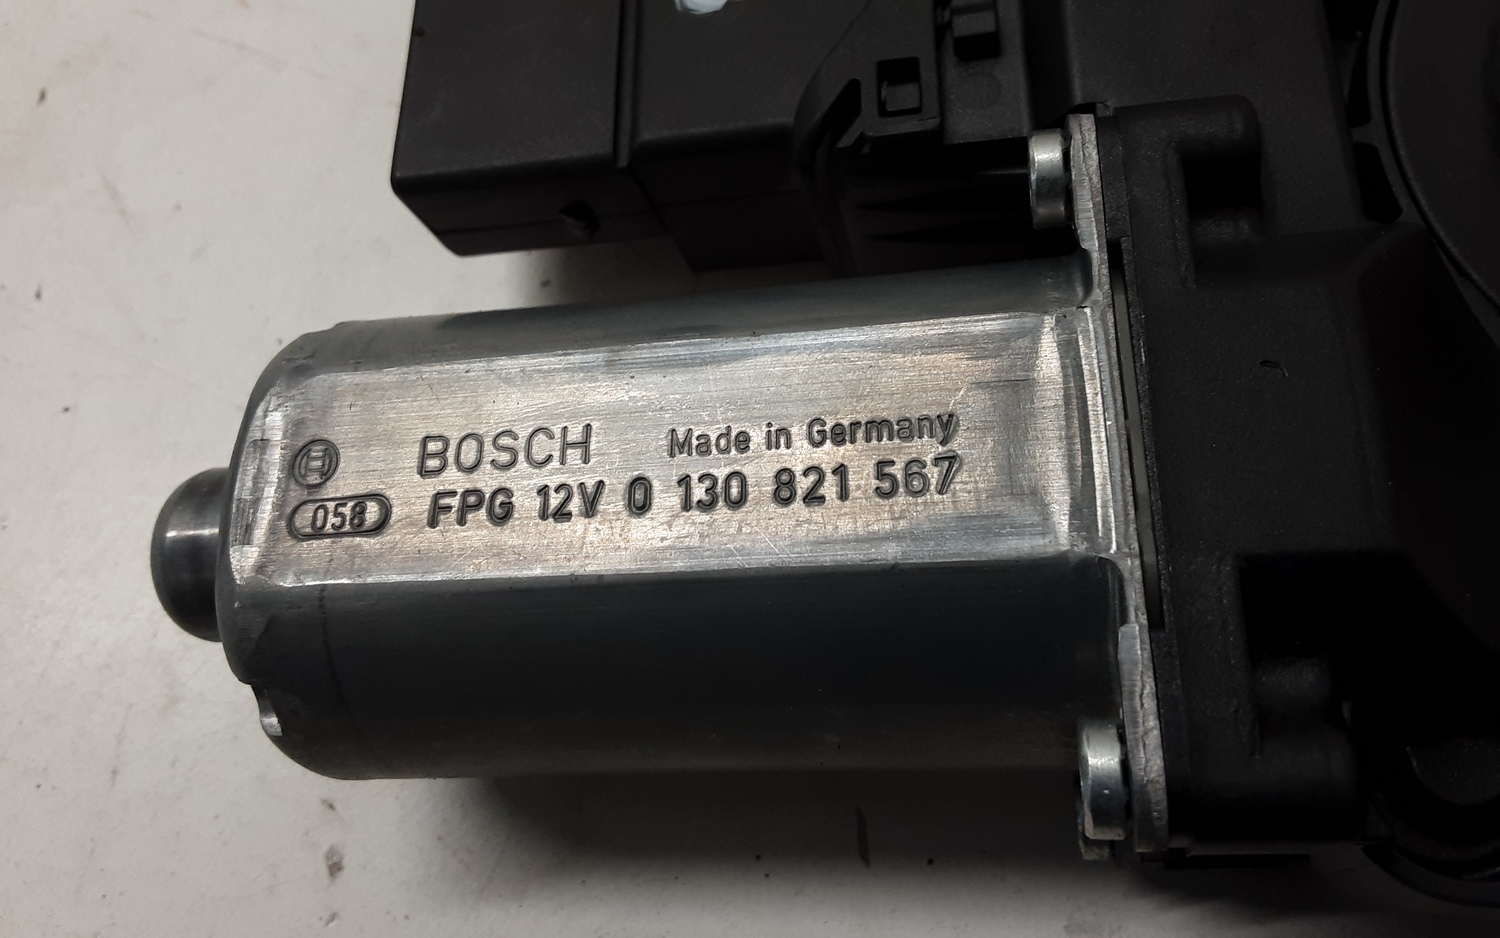 BOSCH Made in Germany
058 FPG 12V 0 130 821 567